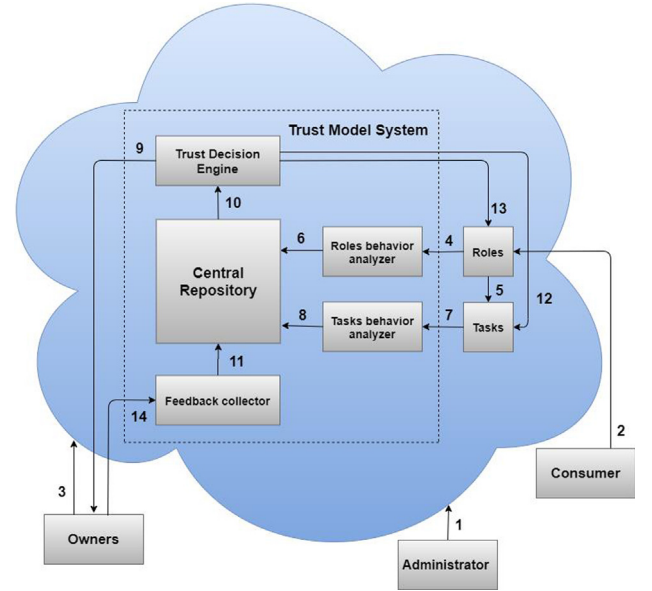 Trust Model System
9
Trust Decision
Engine
10
13
Central
Repository
6
Roles behavior
analyzer
4
Roles
5
12
8
Tasks behavior
analyzer
7
Tasks
11
Feedback collector
14
2
Consumer
3
Owners
1
Administrator